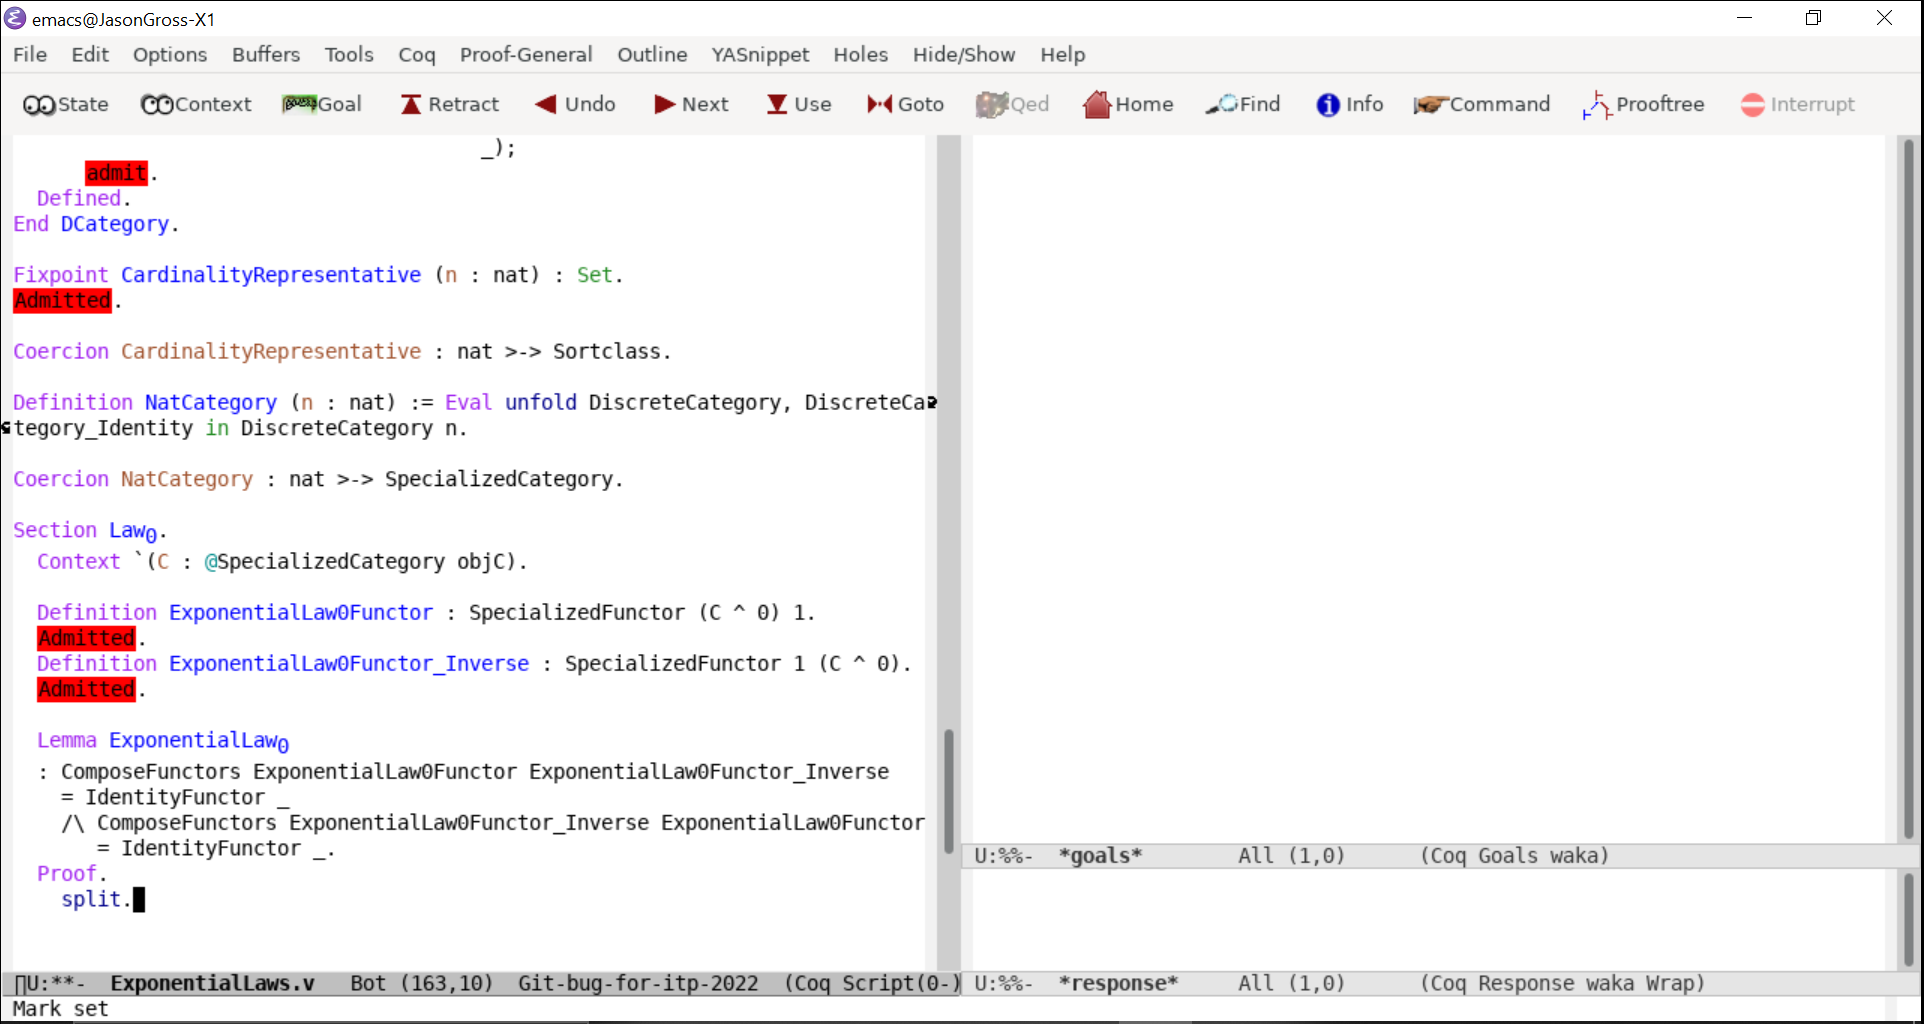 emacs@JasonGross-X1
File Edit Options Buffers Tools Coq Proof-General Outline YASnippet Holes Hide/Show Help
State Context Goal Retract Undo Next Use Goto Qed Home Find Info Command Prooftree Interrupt
_);
admit.
Defined.
End DCategory.
Fixpoint CardinalityRepresentative (n : nat) : Set.
Admitted.
Coercion CardinalityRepresentative : nat >-> Sortclass.
Definition NatCategory (n : nat) := Eval unfold DiscreteCategory, DiscreteCa
tegory_Identity in DiscreteCategory n.
Coercion NatCategory : nat >-> SpecializedCategory.
Section Law₀.
Context `(C : @SpecializedCategory objC).
Definition ExponentialLaw0Functor : SpecializedFunctor (C ^ 0) 1.
Admitted.
Definition ExponentialLaw0Functor_Inverse : SpecializedFunctor 1 (C ^ 0).
Admitted.
Lemma ExponentialLaw₀
: ComposeFunctors ExponentialLaw0Functor ExponentialLaw0Functor_Inverse
= IdentityFunctor _
/\ ComposeFunctors ExponentialLaw0Functor_Inverse ExponentialLaw0Functor
= IdentityFunctor _.
Proof.
split.
U:**- ExponentialLaws.v Bot (163,10) Git-bug-for-itp-2022 (Coq Script(0-)
Mark set
U:%%- *goals* All (1,0) (Coq Goals waka)
U:%%- *response* All (1,0) (Coq Response waka Wrap)